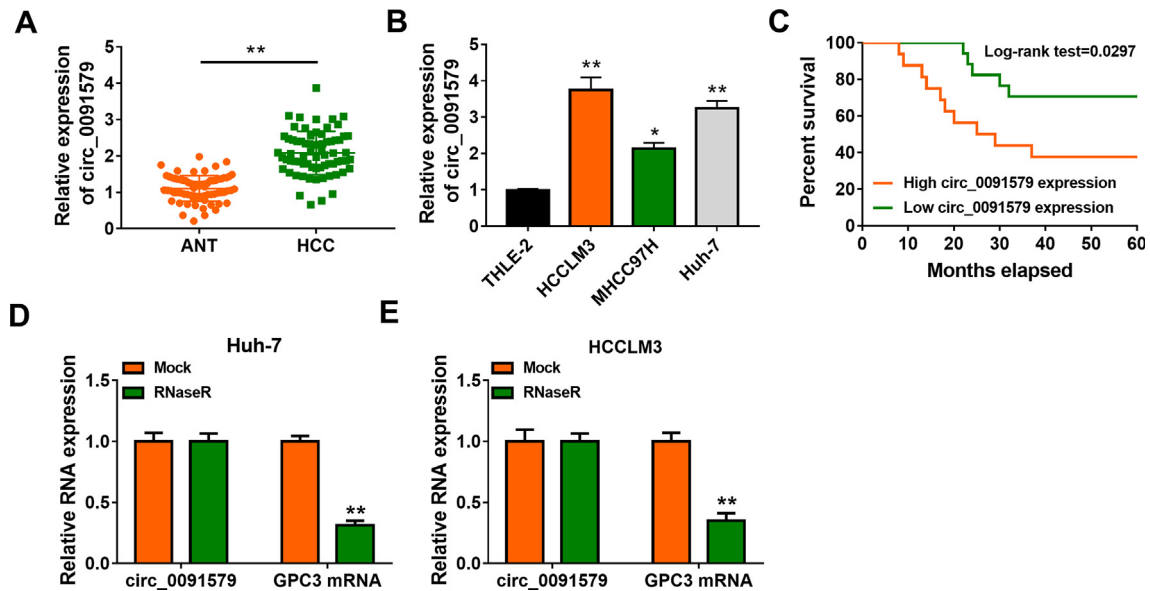 A
Relative expression
of circ_0091579
5
4
3
2
1
0
**
ANT
HCC
B
Relative expression
of circ_0091579
5
4
3
2
1
0
**
*
**
THLE-2
HCCLM3
MHCC97H
Huh-7
C
Percent survival
100
80
60
40
20
0
Log-rank test=0.0297
High circ_0091579 expression
Low circ_0091579 expression
0 10 20 30 40 50 60
Months elapsed
D
Huh-7
Mock
RNaseR
Relative RNA expression
1.5
1.0
0.5
0.0
**
circ_0091579
GPC3 mRNA
E
HCCLM3
Mock
RNaseR
Relative RNA expression
1.5
1.0
0.5
0.0
**
circ_0091579
GPC3 mRNA